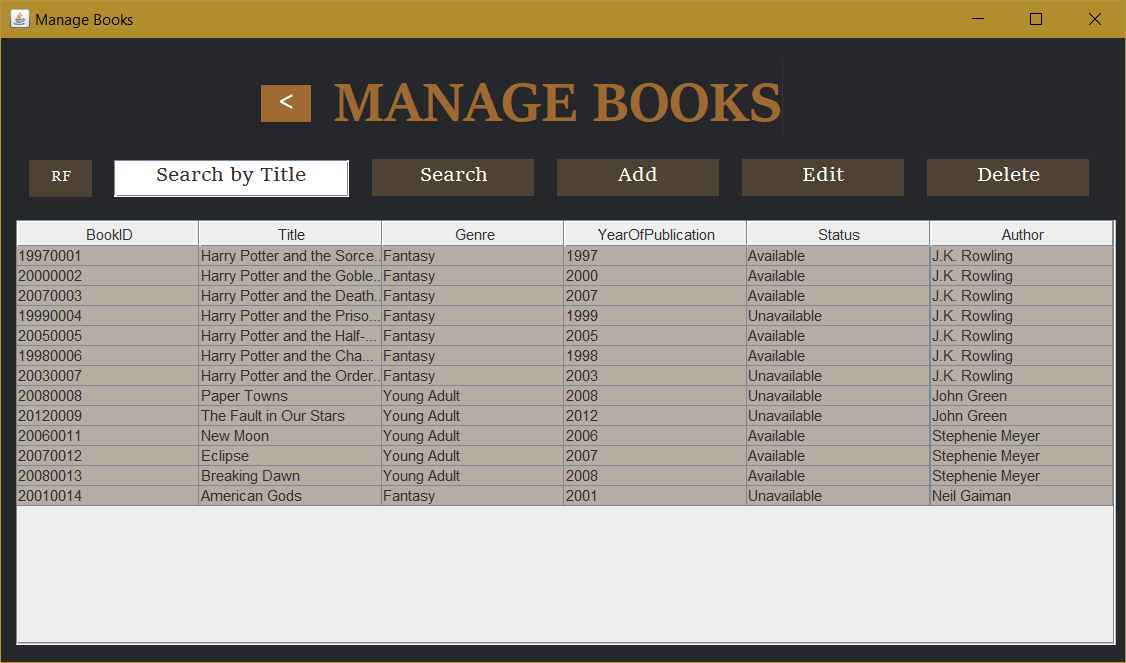 Manage Books
< MANAGE BOOKS
RF Search by Title Search Add Edit Delete
BookID Title Genre YearOfPublication Status Author
19970001 Harry Potter and the Sorce... Fantasy 1997 Available J.K. Rowling
20000002 Harry Potter and the Goble... Fantasy 2000 Available J.K. Rowling
20070003 Harry Potter and the Death... Fantasy 2007 Available J.K. Rowling
19990004 Harry Potter and the Priso... Fantasy 1999 Unavailable J.K. Rowling
20050005 Harry Potter and the Half-... Fantasy 2005 Available J.K. Rowling
19980006 Harry Potter and the Cha... Fantasy 1998 Available J.K. Rowling
20030007 Harry Potter and the Order... Fantasy 2003 Unavailable J.K. Rowling
20080008 Paper Towns Young Adult 2008 Unavailable John Green
20120009 The Fault in Our Stars Young Adult 2012 Unavailable John Green
20060011 New Moon Young Adult 2006 Available Stephenie Meyer
20070012 Eclipse Young Adult 2007 Available Stephenie Meyer
20080013 Breaking Dawn Young Adult 2008 Available Stephenie Meyer
20010014 American Gods Fantasy 2001 Unavailable Neil Gaiman